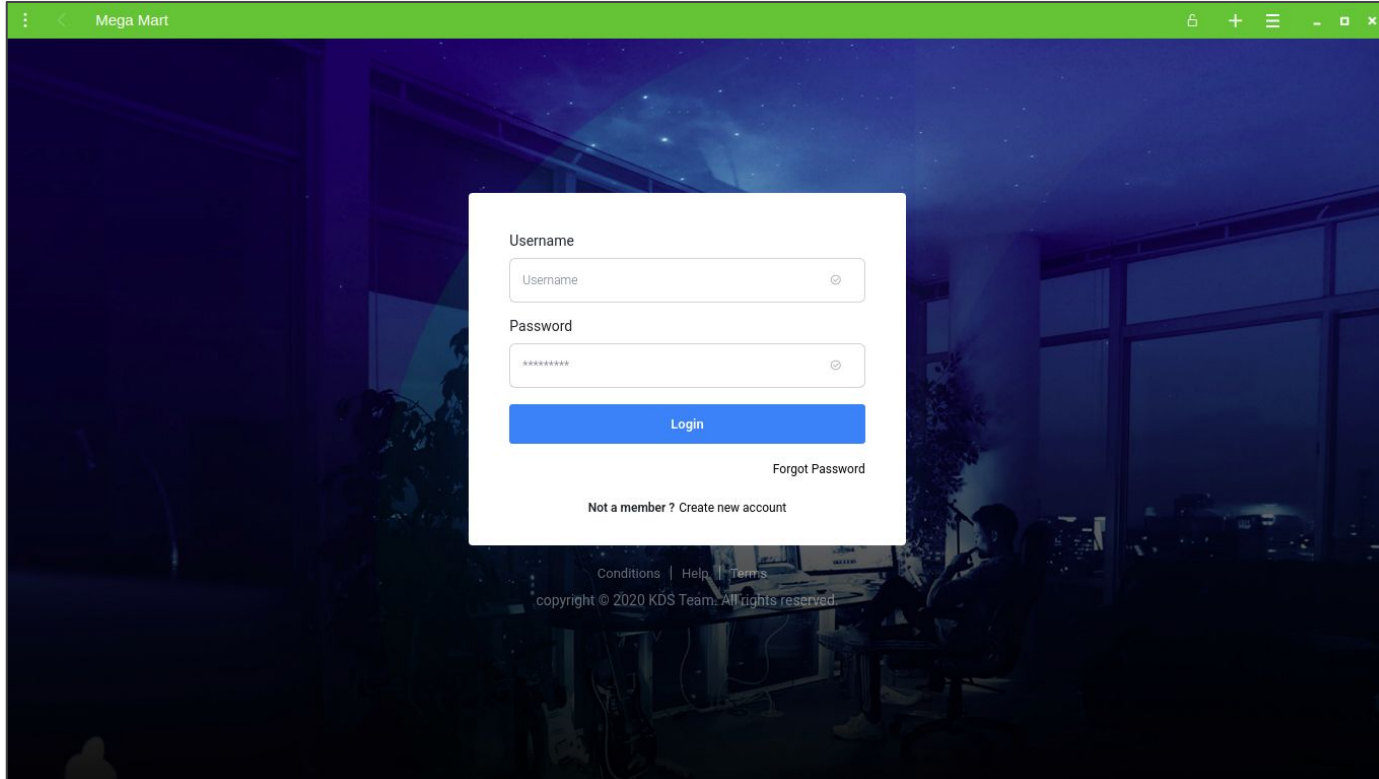 Mega Mart
Username
Username
Password
*********
Login
Forgot Password
Not a member ? Create new account
Conditions | Help | Terms
copyright © 2020 KDS Team. All rights reserved.